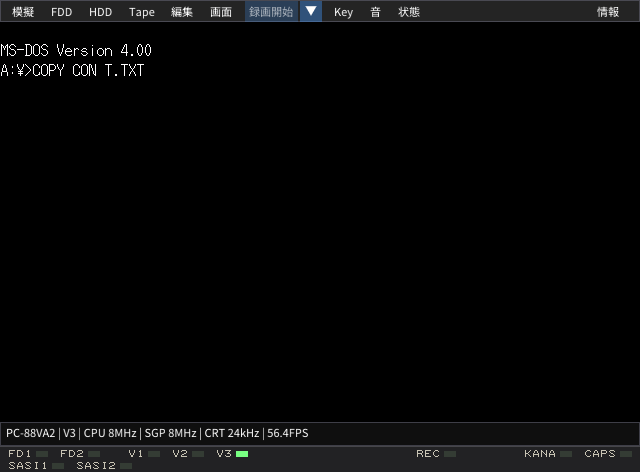 模擬 FDD HDD Tape 編集 画面 録画開始 ▼ Key 音 状態 情報
MS-DOS Version 4.00
A:¥>COPY CON T.TXT
PC-88VA2 | V3 | CPU 8MHz | SGP 8MHz | CRT 24kHz | 56.4FPS
FD1 FD2 V1 V2 V3 REC KANA CAPS
SASI1 SASI2